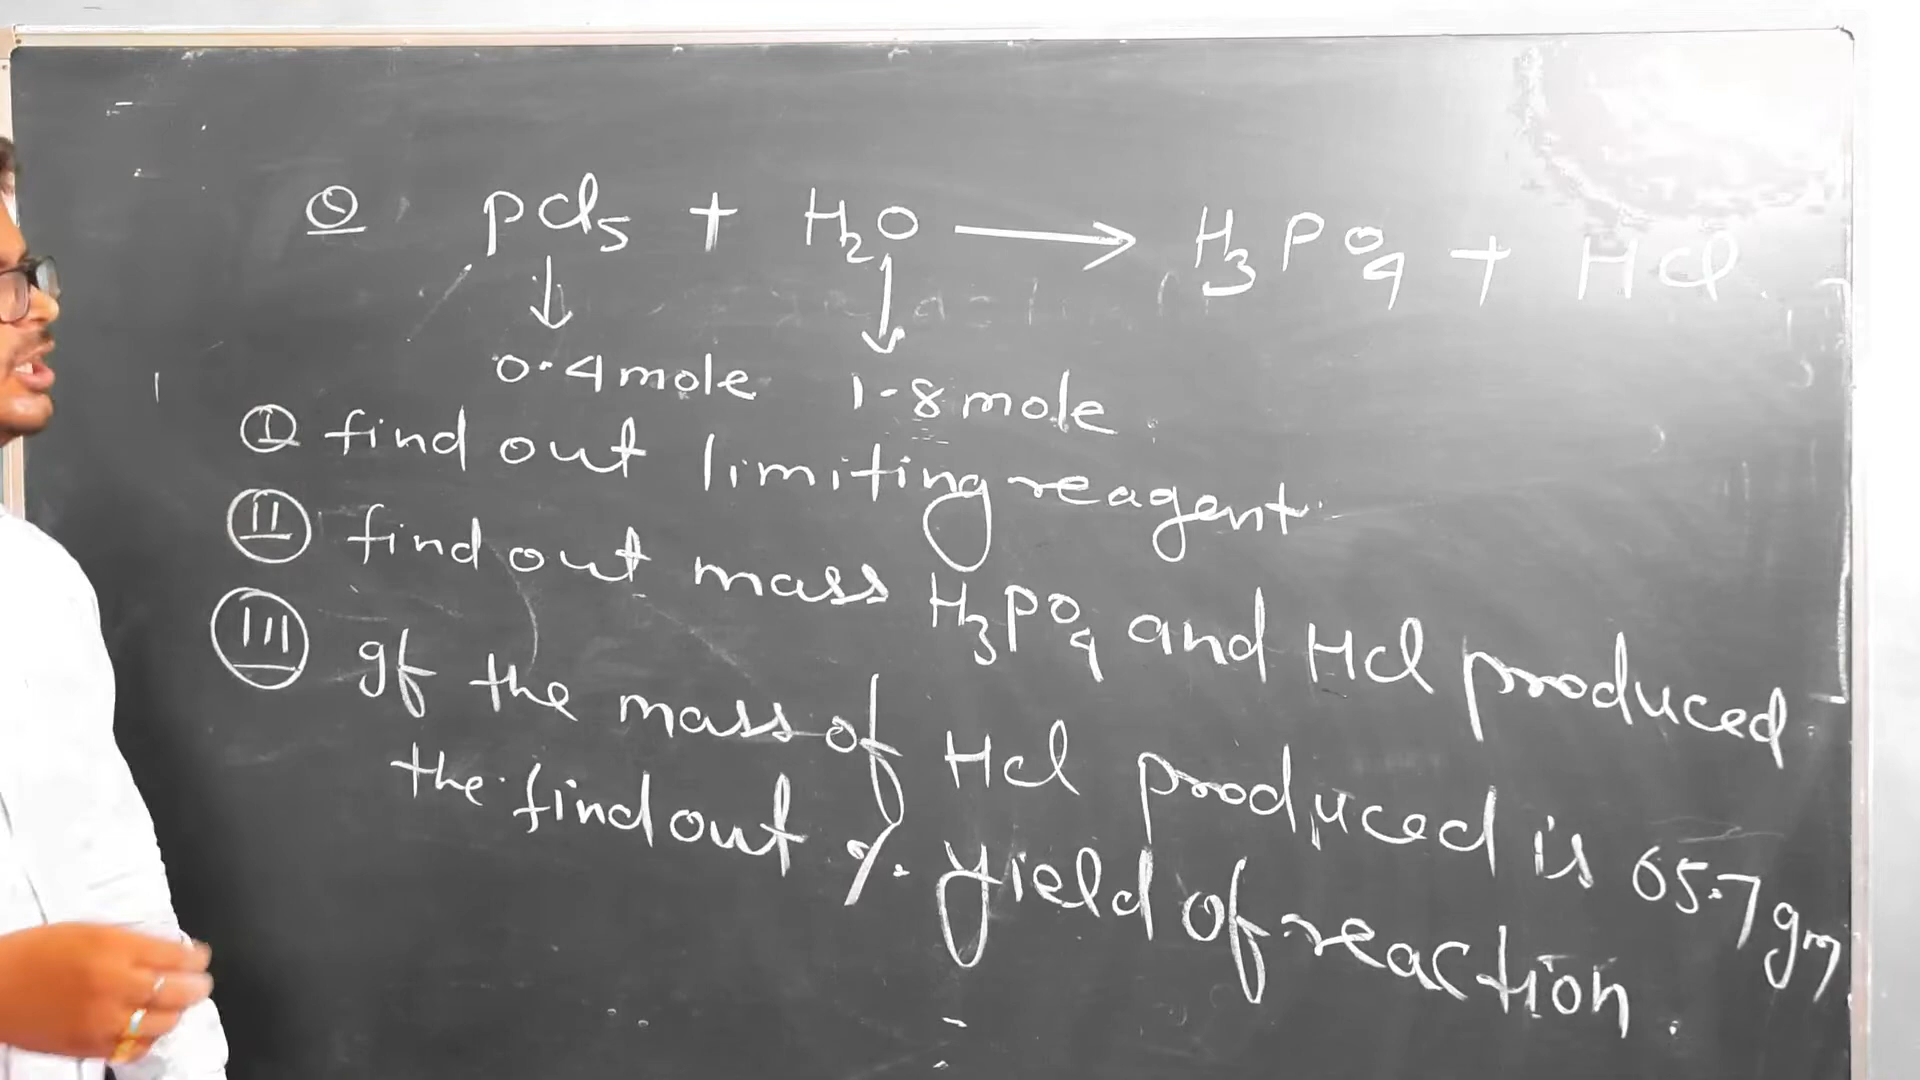 Q PCl5 + H2O → H3PO4 + HCl
↓ ↓
0.4 mole 1.8 mole
I find out limiting reagent.
II find out mass H3PO4 and HCl produced
III If the mass of HCl produced is 65.7 gm
the find out % yield of reaction.